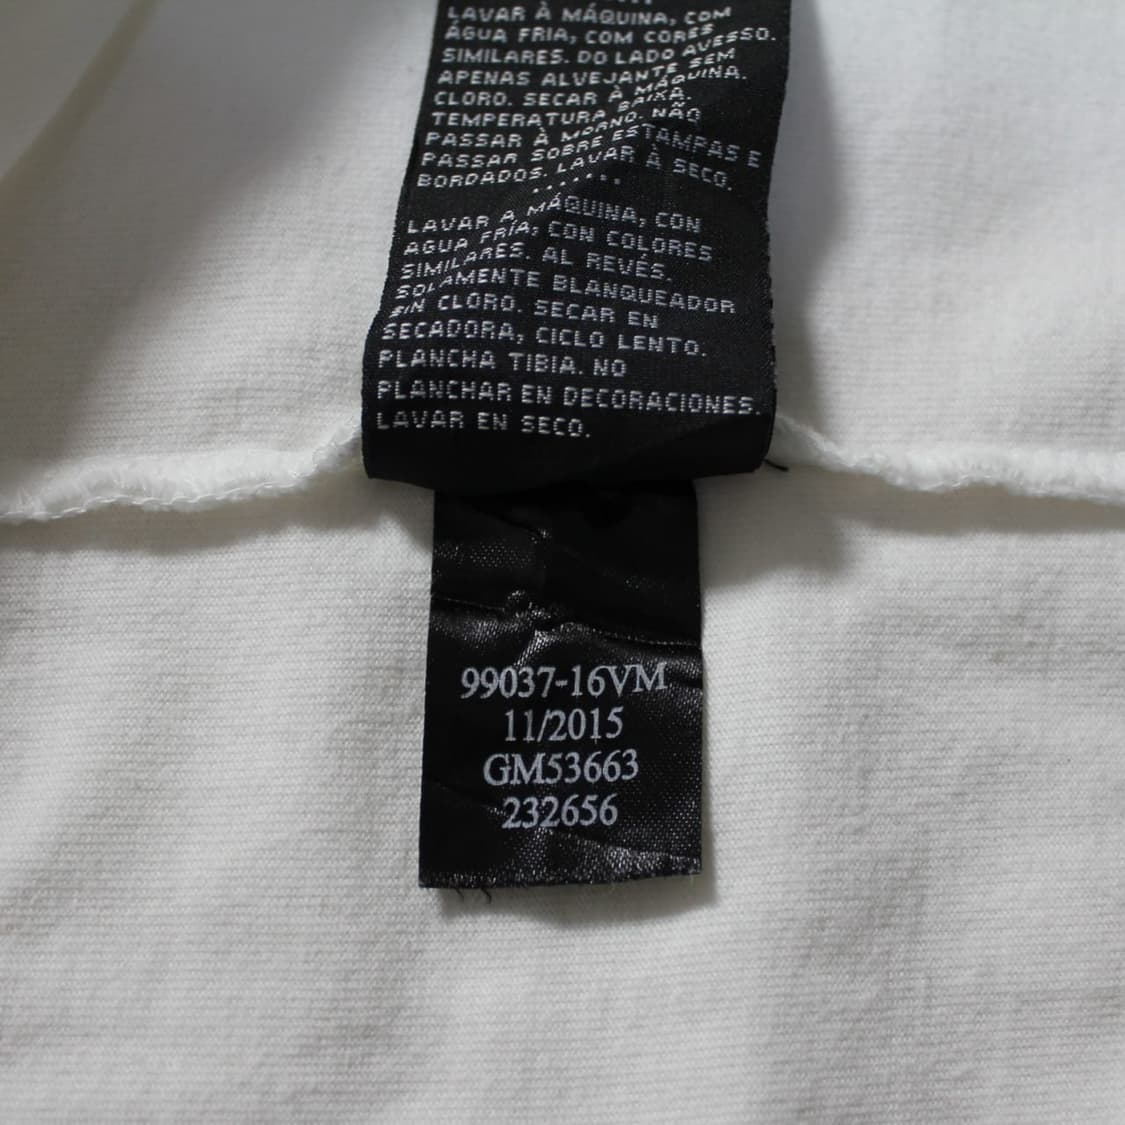 LAVAR À MÁQUINA, COM
ÁGUA FRIA, COM CORES
SIMILARES. DO LADO AVESSO.
APENAS ALVEJANTE SEM
CLORO. SECAR À MÁQUINA.
TEMPERATURA BAIXA.
PASSAR À MORNO. NÃO
PASSAR SOBRE ESTAMPAS E
BORDADOS. LAVAR À SECO.
.......
LAVAR A MÁQUINA, CON
AGUA FRÍA, CON COLORES
SIMILARES. AL REVÉS.
SOLAMENTE BLANQUEADOR
SIN CLORO. SECAR EN
SECADORA, CICLO LENTO.
PLANCHA TIBIA. NO
PLANCHAR EN DECORACIONES.
LAVAR EN SECO.
99037-16VM
11/2015
GM53663
232656